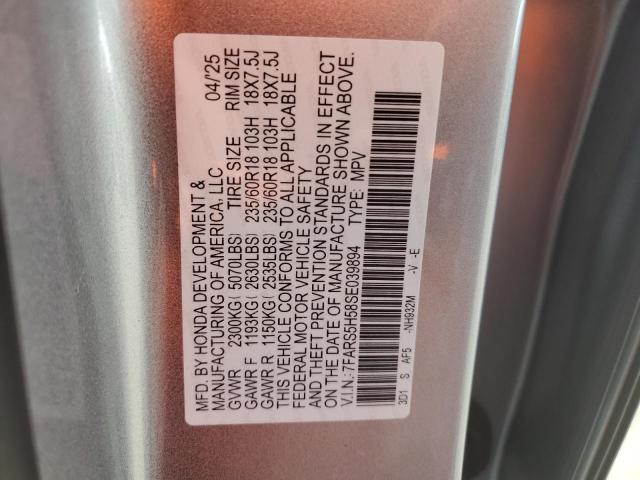 MFD. BY HONDA DEVELOPMENT & 04/'25
MANUFACTURING OF AMERICA, LLC
TIRE SIZE RIM SIZE
GVWR 2300KG( 5070LBS)
GAWR F 1193KG( 2630LBS) 235/60R18 103H 18X7.5J
GAWR R 1150KG( 2535LBS) 235/60R18 103H 18X7.5J
THIS VEHICLE CONFORMS TO ALL APPLICABLE
FEDERAL MOTOR VEHICLE SAFETY
AND THEFT PREVENTION STANDARDS IN EFFECT
ON THE DATE OF MANUFACTURE SHOWN ABOVE.
V.I.N.:7FARS5H58SE039894 TYPE: MPV
3D1 S AF5 -NH932M -V -E